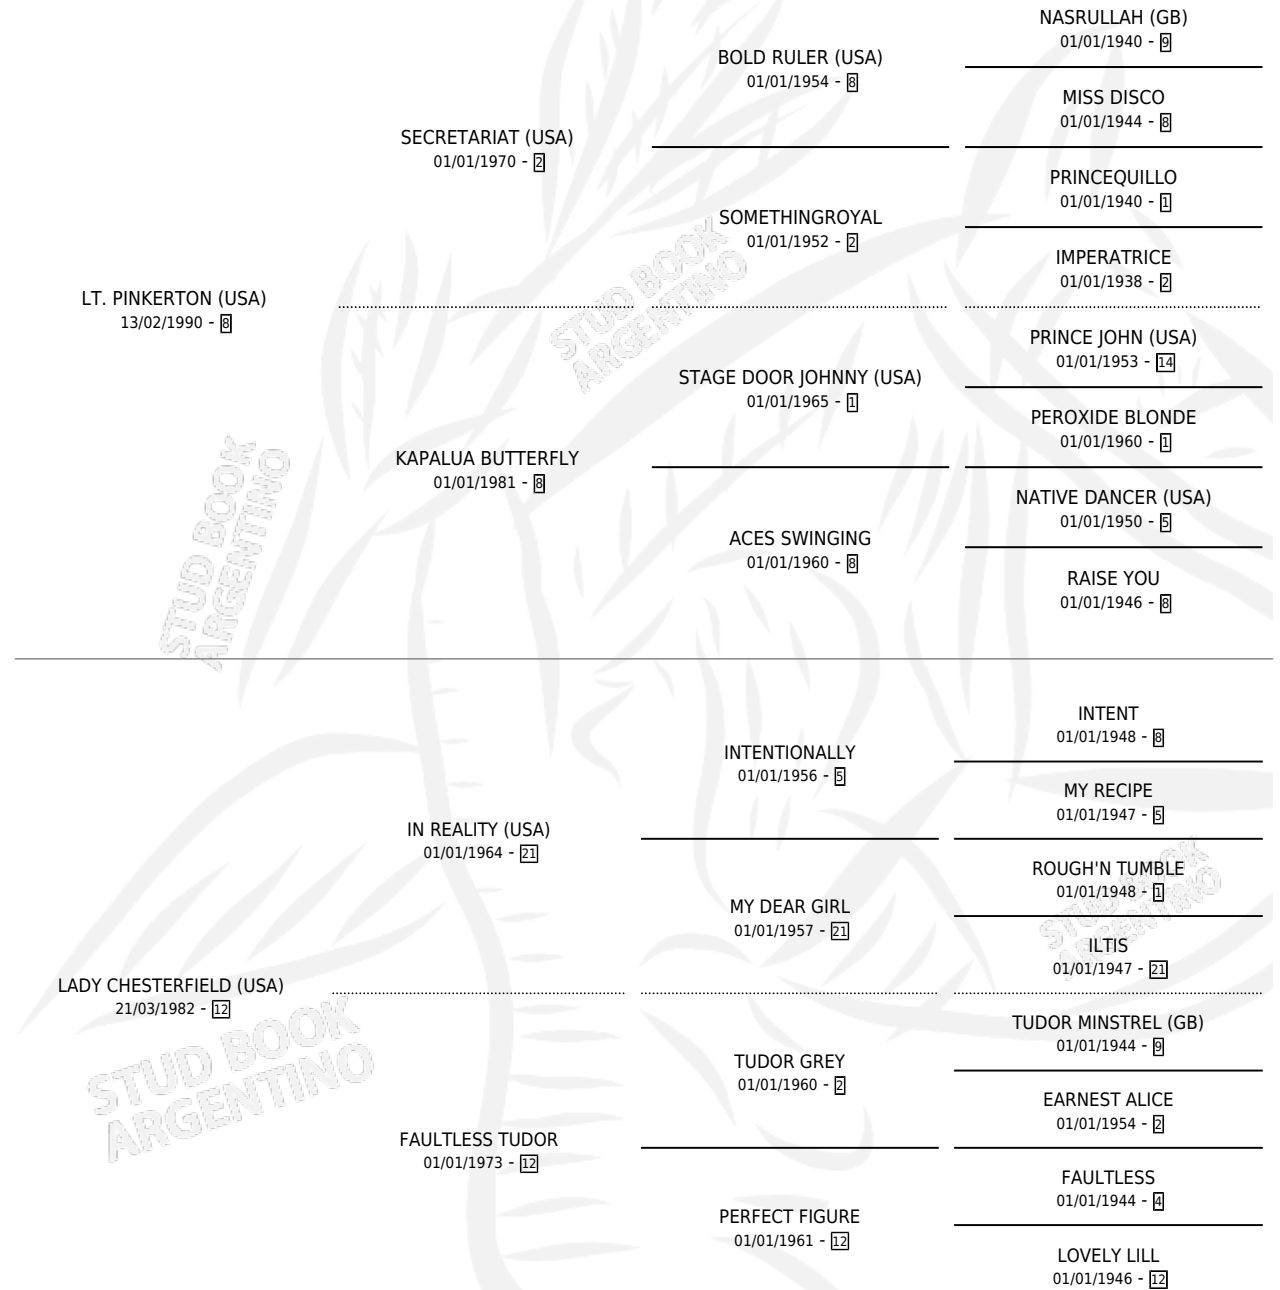 NASRULLAH (GB)
01/01/1940 - 9
BOLD RULER (USA)
01/01/1954 - 8
MISS DISCO
01/01/1944 - 8
SECRETARIAT (USA)
01/01/1970 - 2
PRINCEQUILLO
01/01/1940 - 1
SOMETHINGROYAL
01/01/1952 - 2
IMPERATRICE
01/01/1938 - 2
LT. PINKERTON (USA)
13/02/1990 - 8
PRINCE JOHN (USA)
01/01/1953 - 14
STAGE DOOR JOHNNY (USA)
01/01/1965 - 1
PEROXIDE BLONDE
01/01/1960 - 1
KAPALUA BUTTERFLY
01/01/1981 - 8
NATIVE DANCER (USA)
01/01/1950 - 5
ACES SWINGING
01/01/1960 - 8
RAISE YOU
01/01/1946 - 8
STUD BOOK
ARGENTINO
STUD BOOK
ARGENTINO
INTENT
01/01/1948 - 8
INTENTIONALLY
01/01/1956 - 5
MY RECIPE
01/01/1947 - 5
IN REALITY (USA)
01/01/1964 - 21
ROUGH'N TUMBLE
01/01/1948 - 1
MY DEAR GIRL
01/01/1957 - 21
ILTIS
01/01/1947 - 21
LADY CHESTERFIELD (USA)
21/03/1982 - 12
TUDOR MINSTREL (GB)
01/01/1944 - 9
TUDOR GREY
01/01/1960 - 2
EARNEST ALICE
01/01/1954 - 2
FAULTLESS TUDOR
01/01/1973 - 12
FAULTLESS
01/01/1944 - 4
PERFECT FIGURE
01/01/1961 - 12
LOVELY LILL
01/01/1946 - 12
STUD BOOK
ARGENTINO
STUD BOOK
ARGENTINO